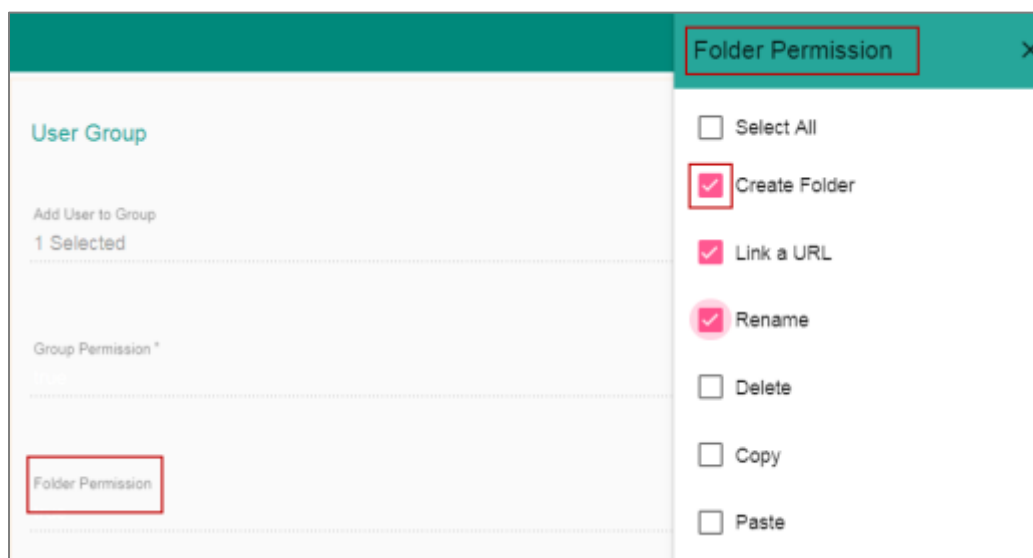 Folder Permission
User Group
Select All
Create Folder
Add User to Group
1 Selected
Link a URL
Rename
Group Permission *
Delete
Copy
Folder Permission
Paste